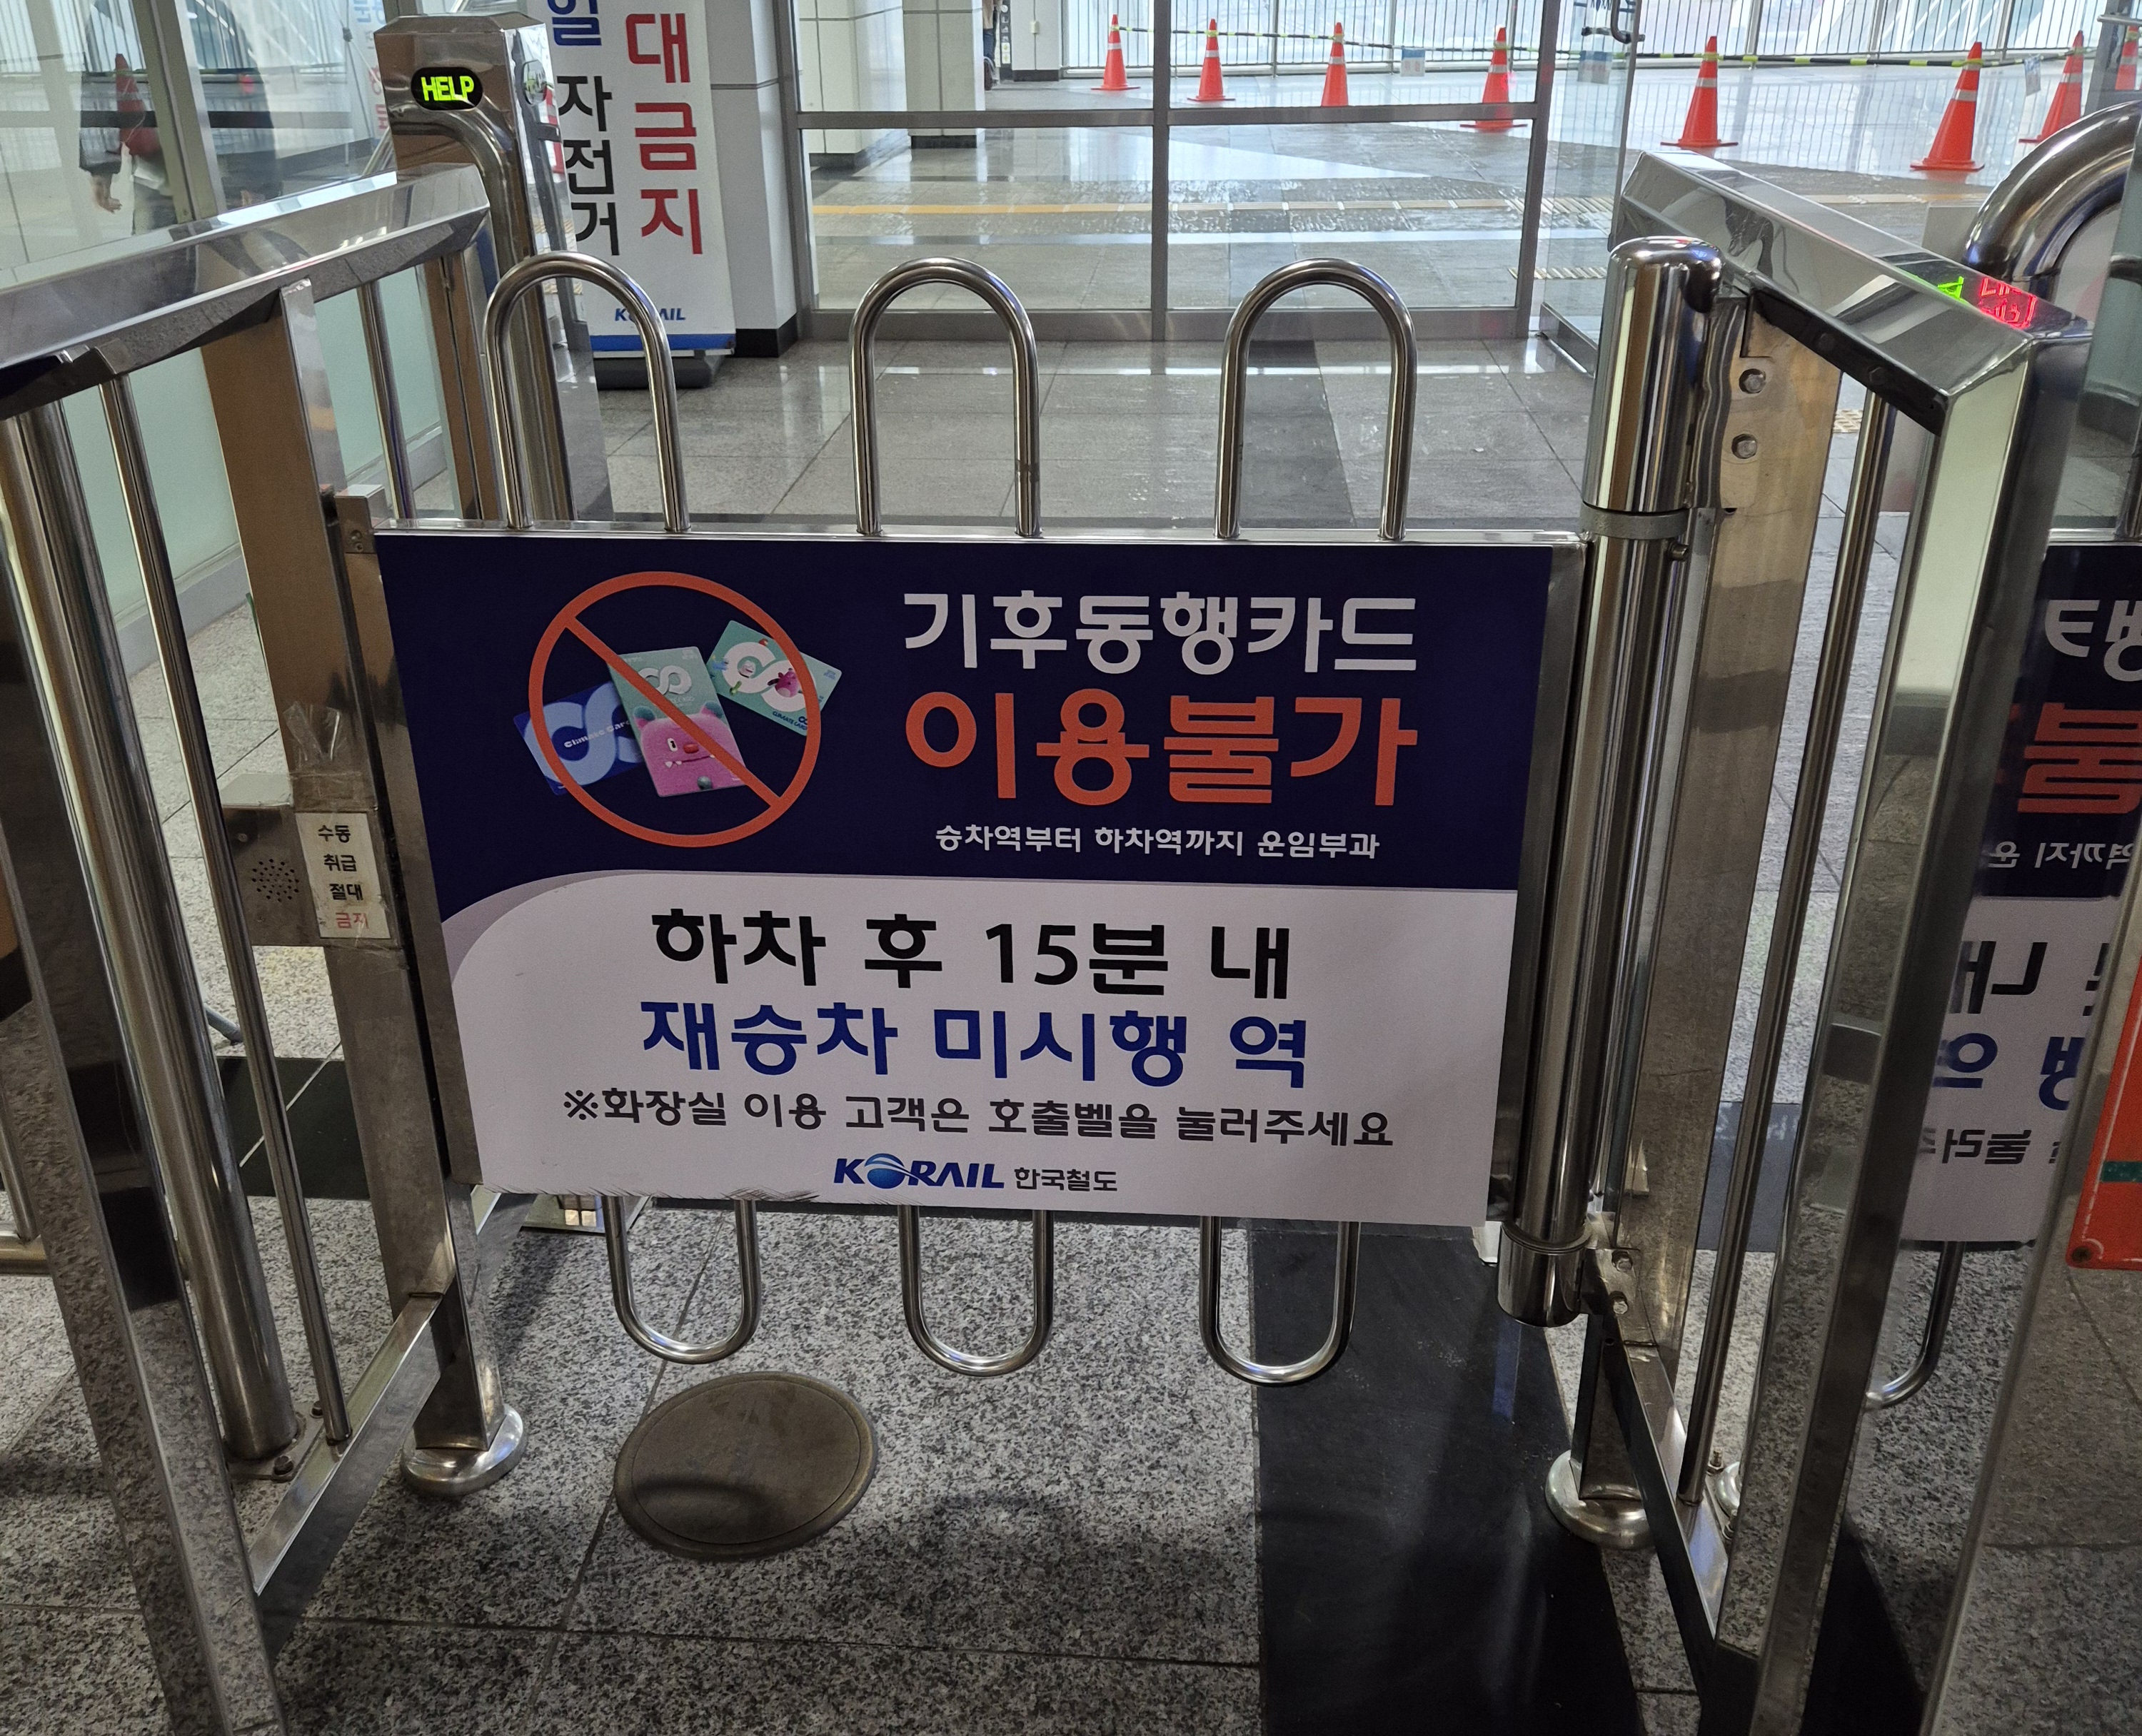 HELP
일 자전거
대금지
KORAIL
기후동행카드
이용불가
승차역부터 하차역까지 운임부과
Climate Card
하차 후 15분 내
재승차 미시행 역
※화장실 이용 고객은 호출벨을 눌러주세요
KORAIL 한국철도
수동
취급
절대
금지